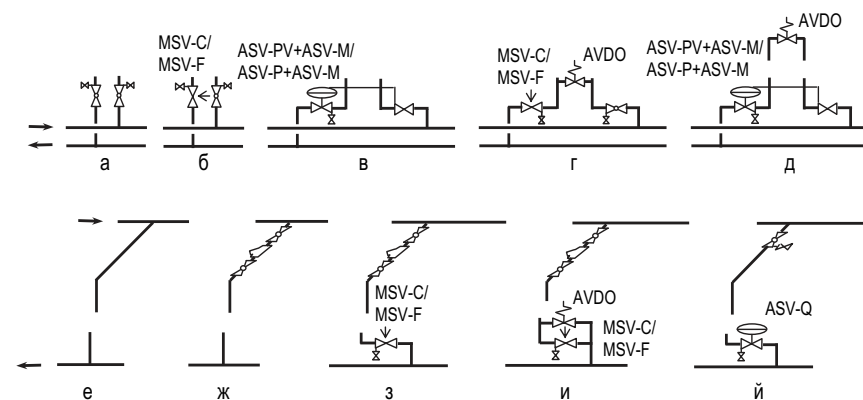 MSV-C/
MSV-F
ASV-PV+ASV-M/
ASV-P+ASV-M
MSV-C/
MSV-F
AVDO
AVDO
ASV-PV+ASV-M/
ASV-P+ASV-M
а
б
в
г
д
MSV-C/
MSV-F
AVDO
MSV-C/
MSV-F
ASV-Q
е
ж
з
и
й